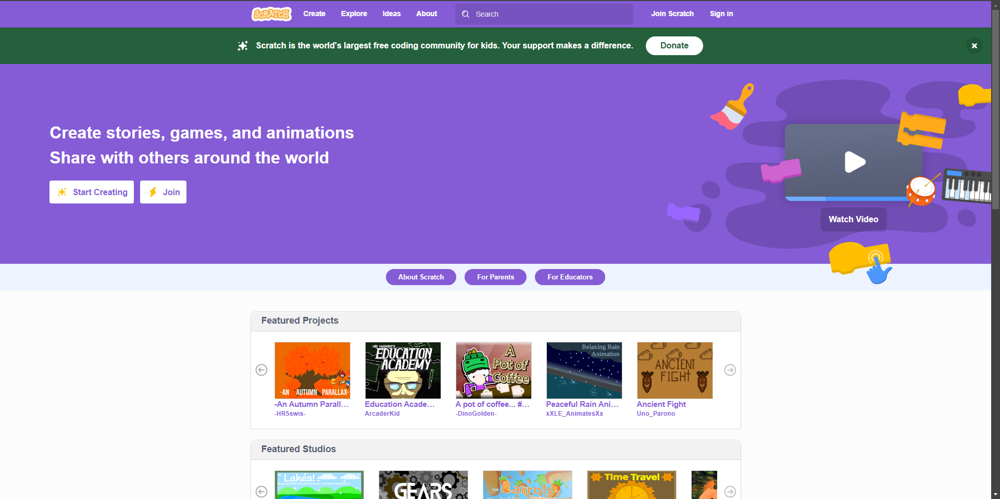 SCRATCH
Create
Explore
Ideas
About
Search
Join Scratch
Sign in
Scratch is the world's largest free coding community for kids. Your support makes a difference.
Donate
Create stories, games, and animations
Share with others around the world
Start Creating
Join
Watch Video
About Scratch
For Parents
For Educators
Featured Projects
-AN AUTUMN PARALLAX-
EDUCATION
ACADEMY
A
Pot of
Coffee
Relaxing Rain
Animation
ANCIENT
FIGHT
-An Autumn Parall...
-HR5swis-
Education Acade...
ArcaderKid
A pot of coffee... #...
-DinoGolden-
Peaceful Rain Ani...
xXLE_AnimatesXx
Ancient Fight
Uno_Parono
Featured Studios
Lakes!
GEARS
- Carrots -
Time Travel